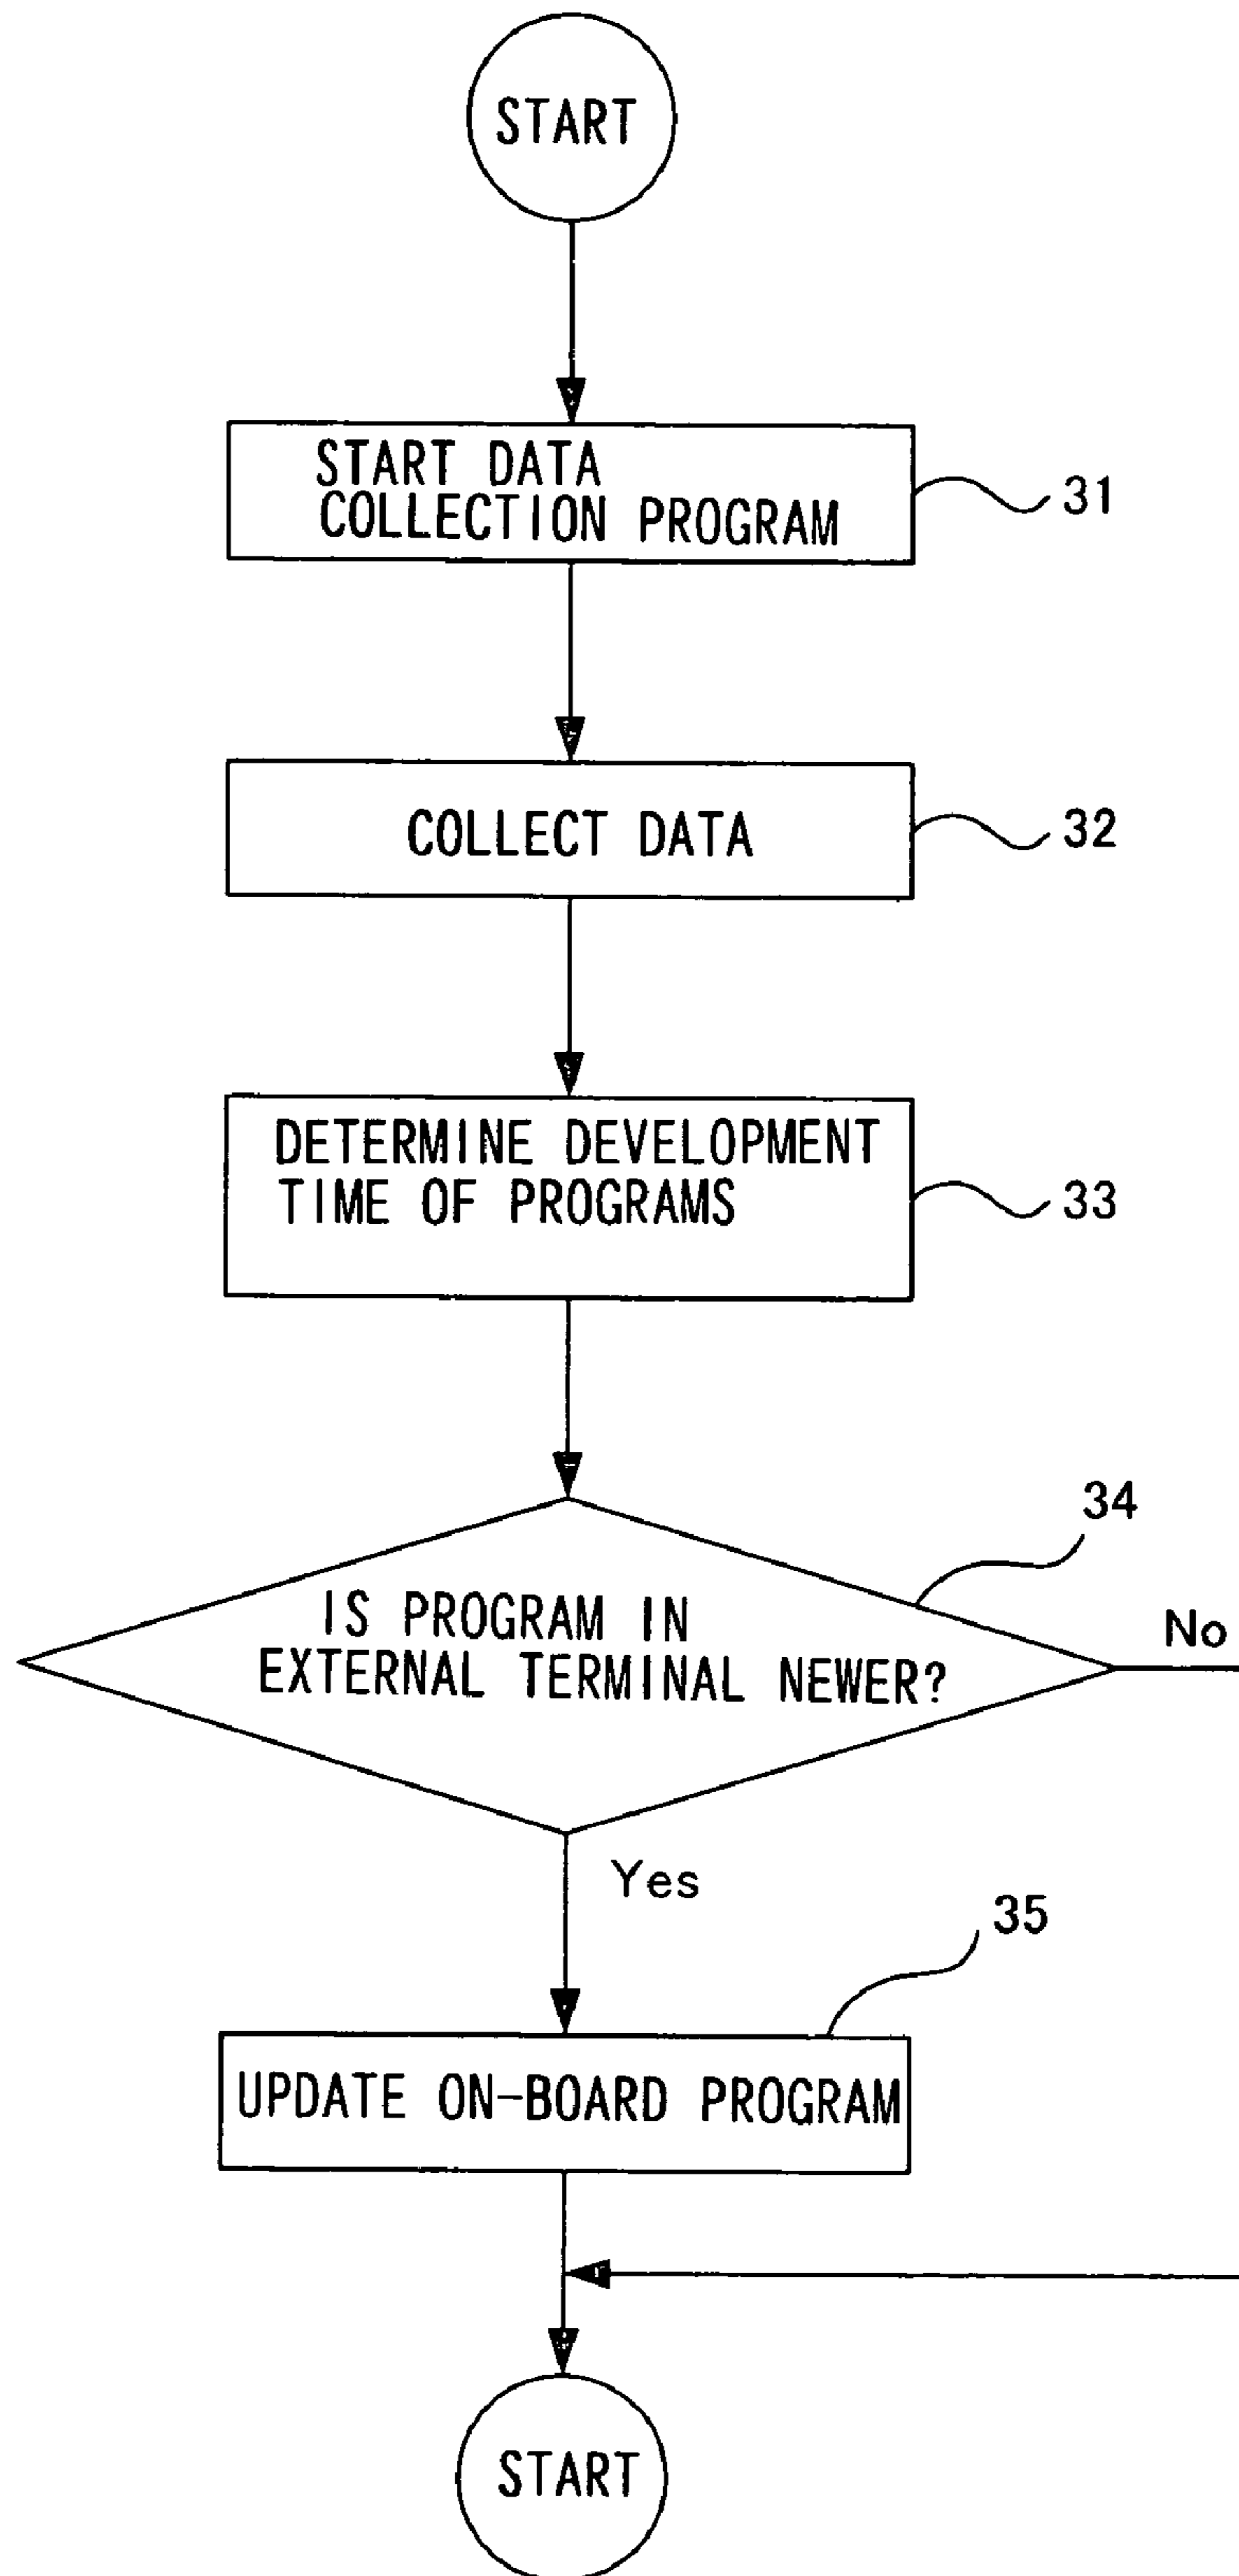 START
START DATA
COLLECTION PROGRAM
31
COLLECT DATA
32
DETERMINE DEVELOPMENT
TIME OF PROGRAMS
33
34
IS PROGRAM IN
EXTERNAL TERMINAL NEWER?
No
Yes
35
UPDATE ON-BOARD PROGRAM
START